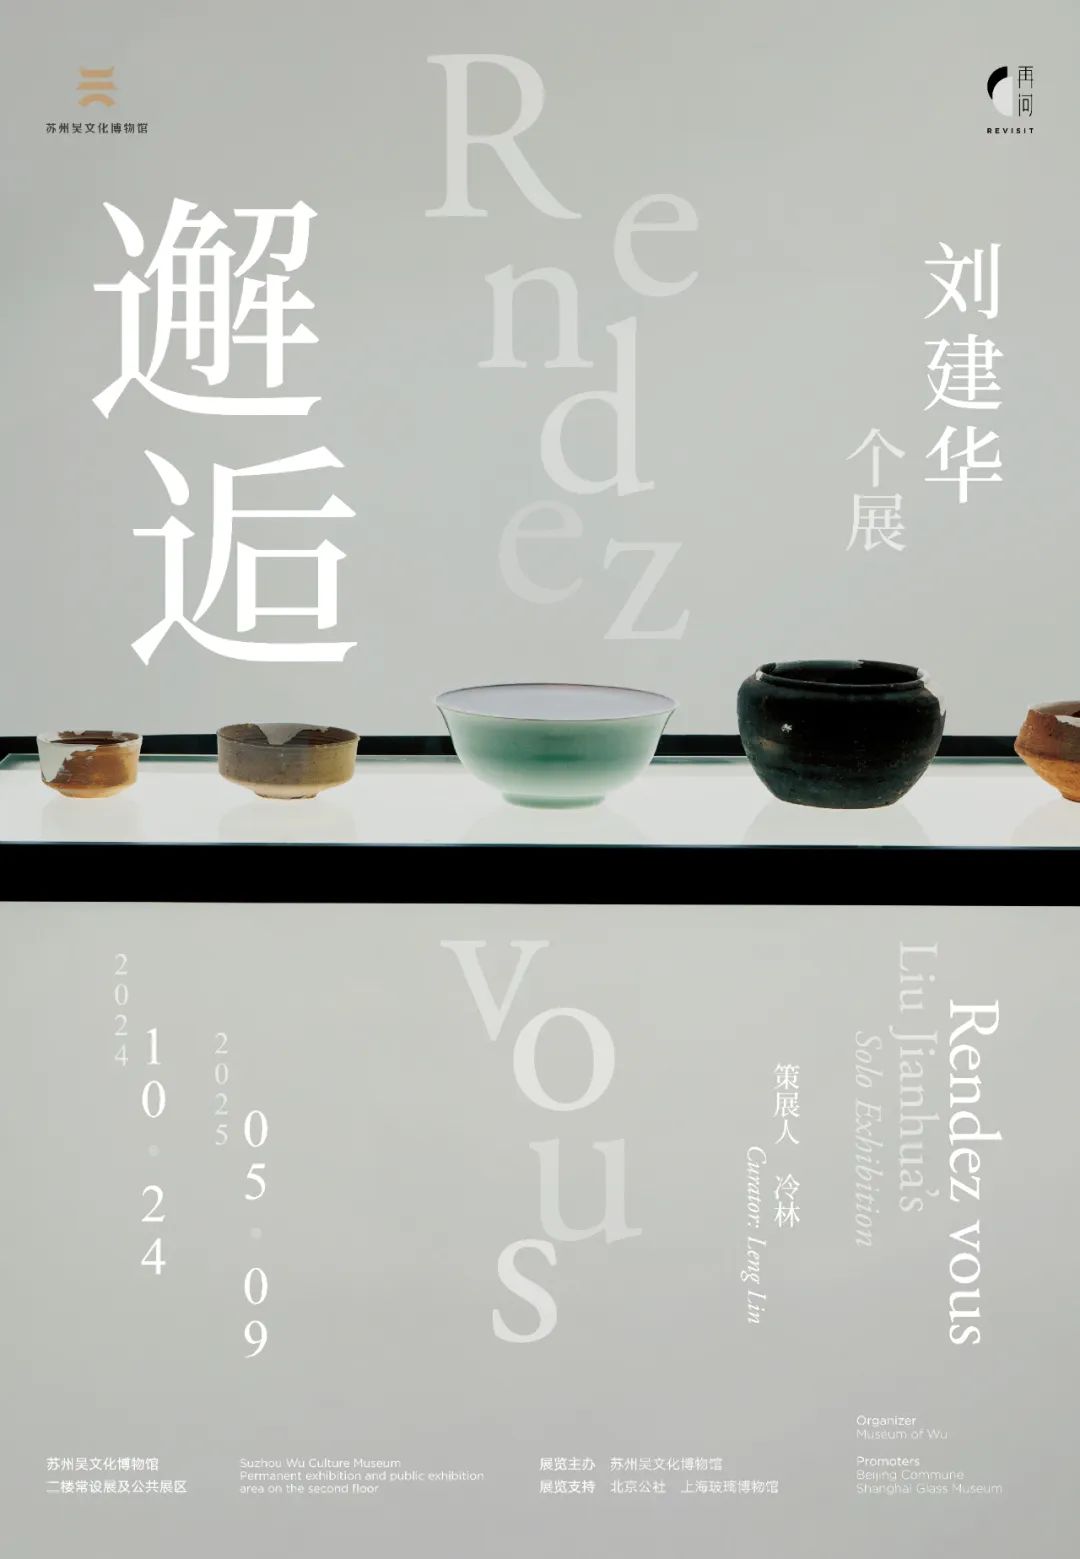 苏州吴文化博物馆
再问
REVISIT
邂逅
Rendez
刘建华
个展
vous
2024
10·24
2025
05·09
策展人 冷林
Curator: Leng Lin
Rendez vous
Liu Jianhua's
Solo Exhibition
苏州吴文化博物馆
二楼常设展及公共展区
Suzhou Wu Culture Museum
Permanent exhibition and public exhibition
area on the second floor
展览主办 苏州吴文化博物馆
展览支持 北京公社 上海玻璃博物馆
Organizer
Museum of Wu
Promoters
Beijing Commune
Shanghai Glass Museum